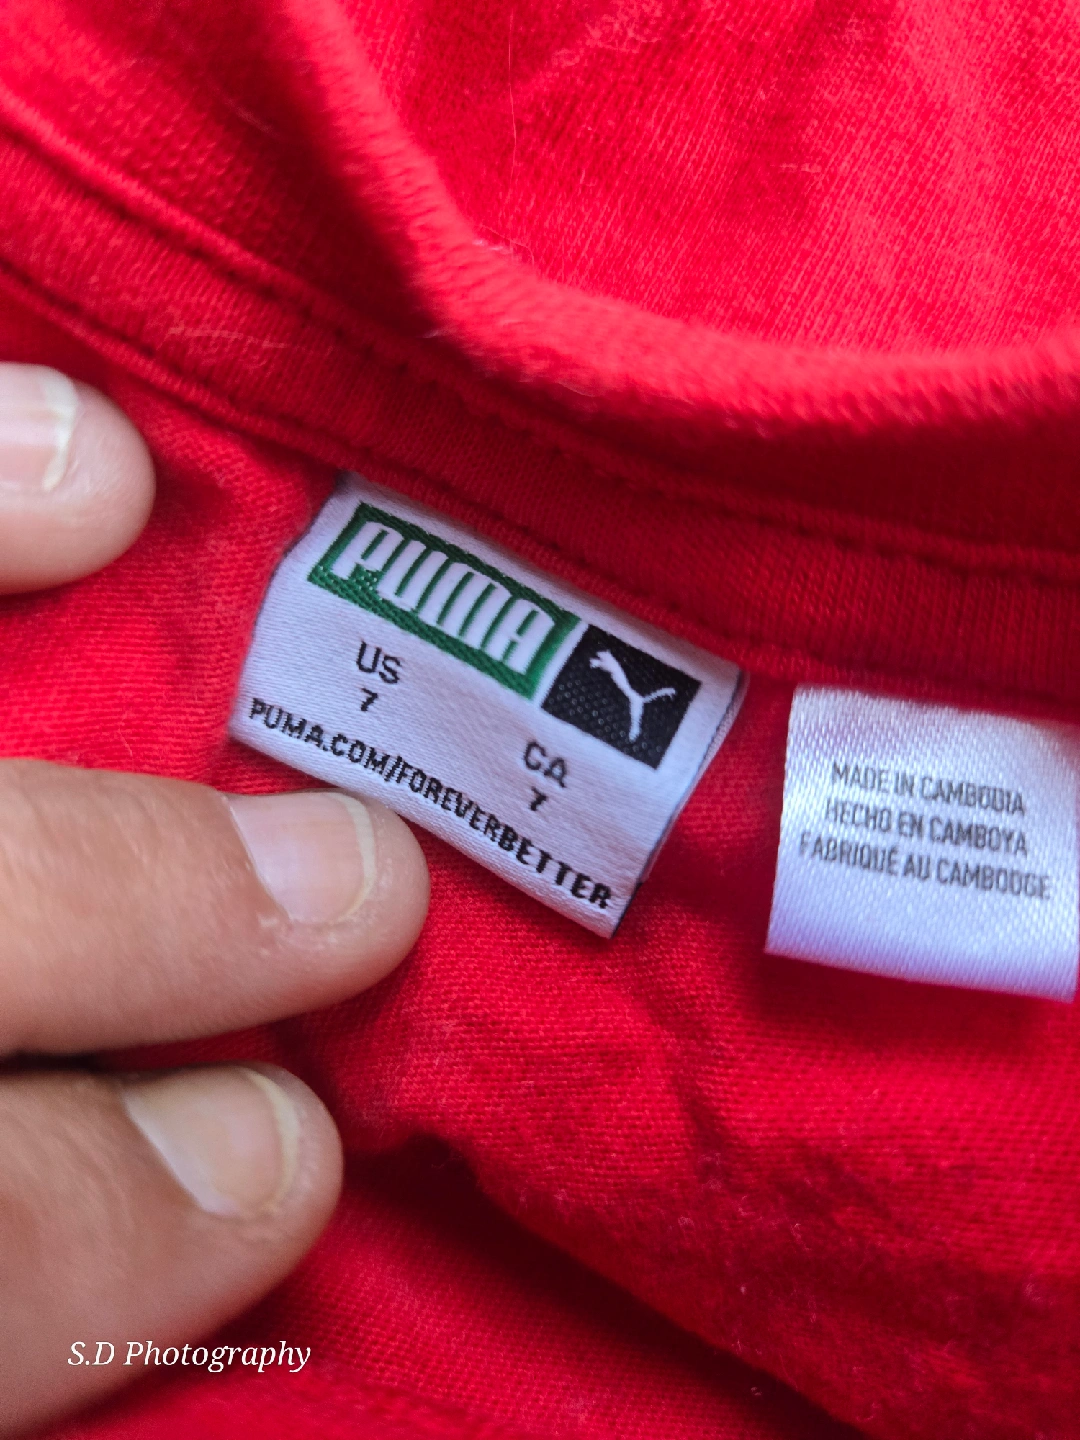 PUMA
US
7
CA
7
PUMA.COM/FOREVERBETTER
MADE IN CAMBODIA
HECHO EN CAMBOYA
FABRIQUÉ AU CAMBODGE
S.D Photography